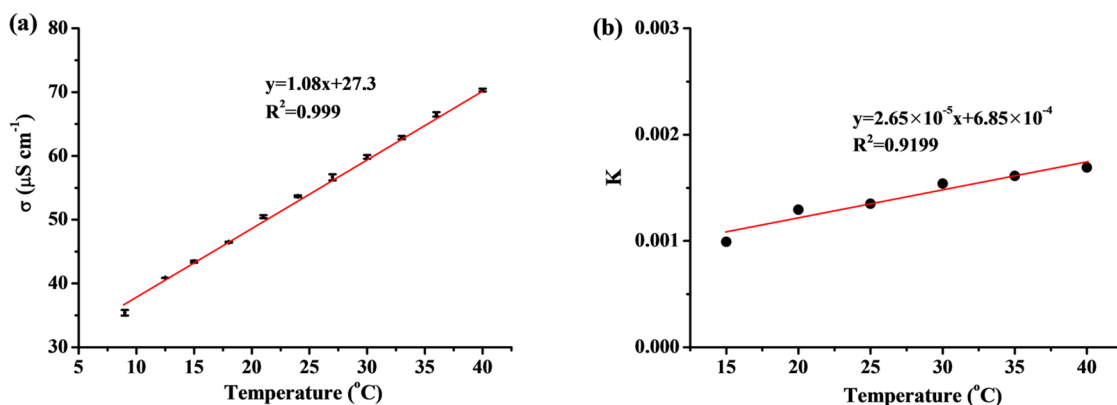 (a)
80
70
60
50
40
30
σ (μS cm⁻¹)
y=1.08x+27.3
R²=0.999
5 10 15 20 25 30 35 40
Temperature (°C)
(b)
0.003
0.002
0.001
0.000
K
y=2.65×10⁻⁵x+6.85×10⁻⁴
R²=0.9199
15 20 25 30 35 40
Temperature (°C)